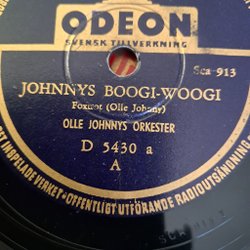 ODEON
SVENSK TILLVERKNING
Sca-913
JOHNNYS BOOGI-WOOGI
Foxtrot (Olle Johnny)
OLLE JOHNNYS ORKESTER
D 5430 a
A
DET INSPELADE VERKET - OFFENTLIGT UTFÖRANDE RADIOUTSÄNDNING